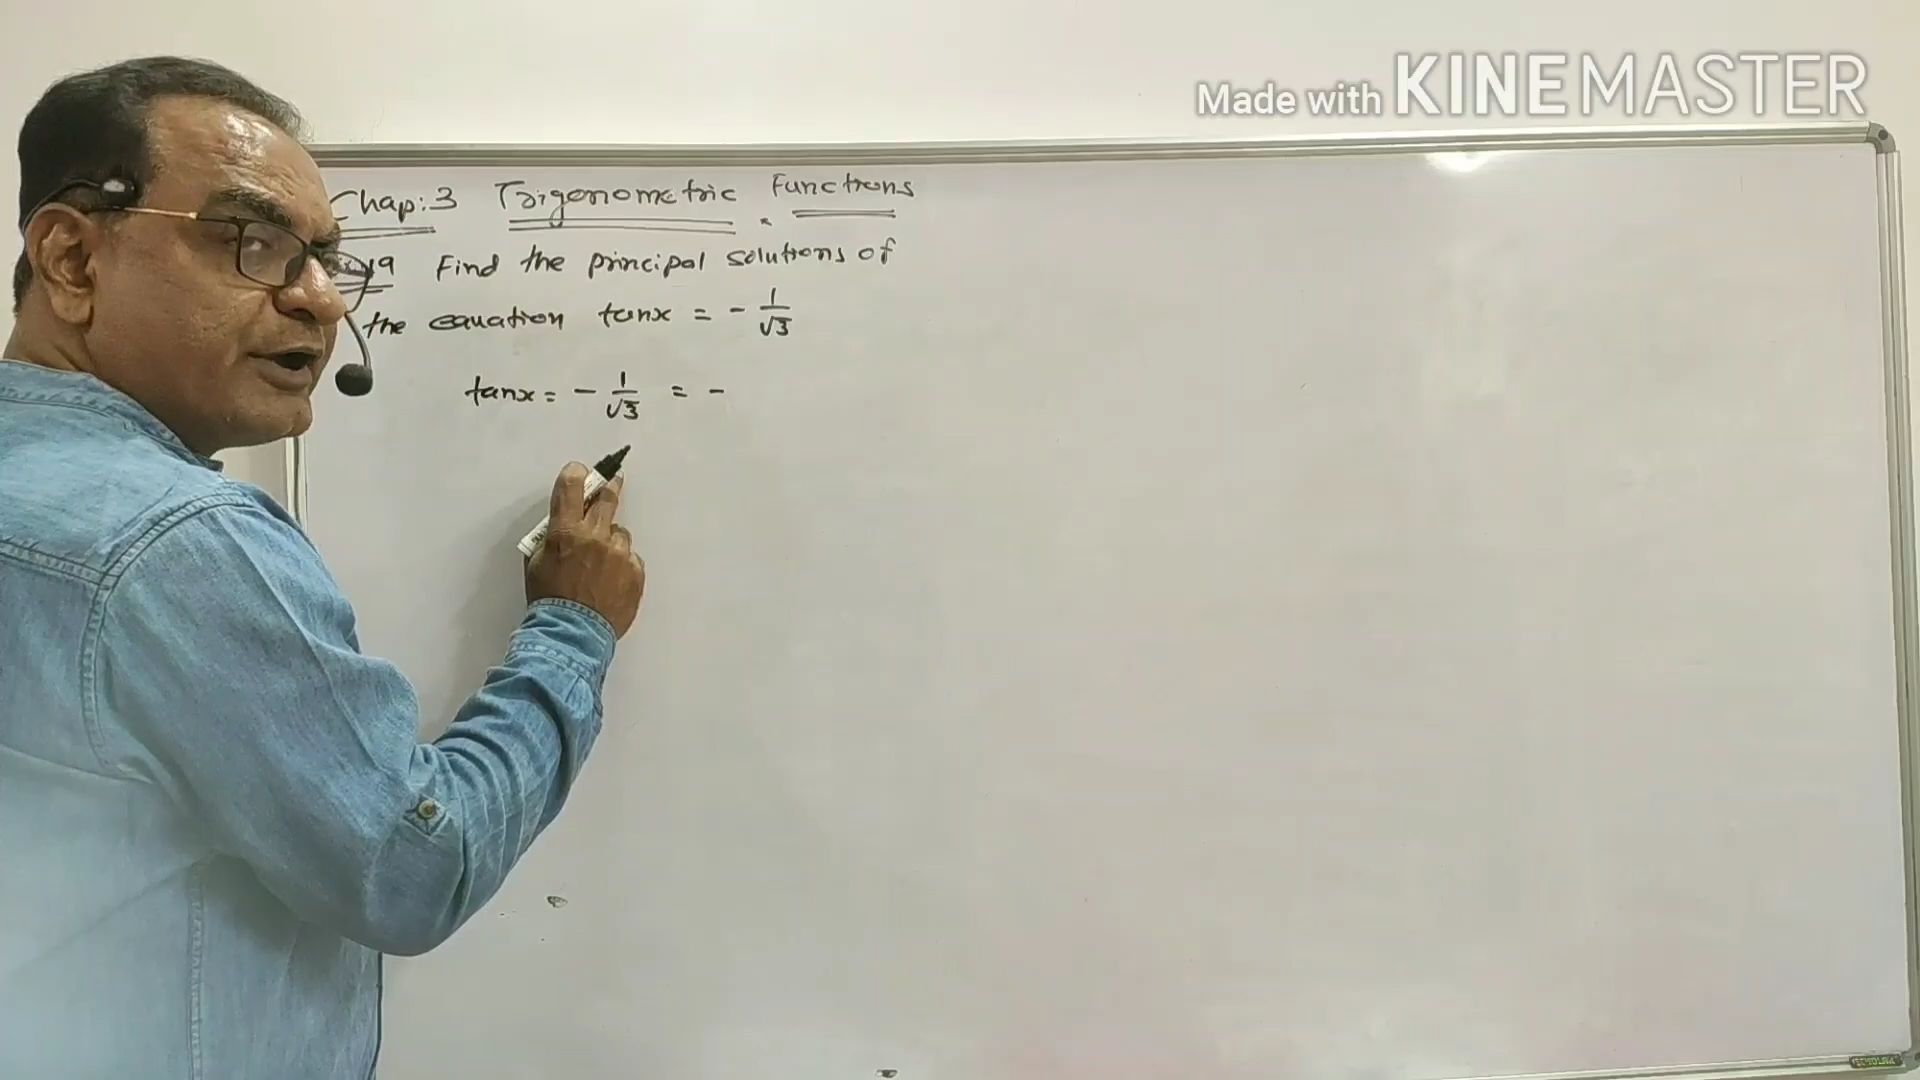 Made with KINEMASTER
Chap:3 Trigonometric Functions
19 Find the principal solutions of
the equation tanx = - 1/√3
tanx = - 1/√3 = -